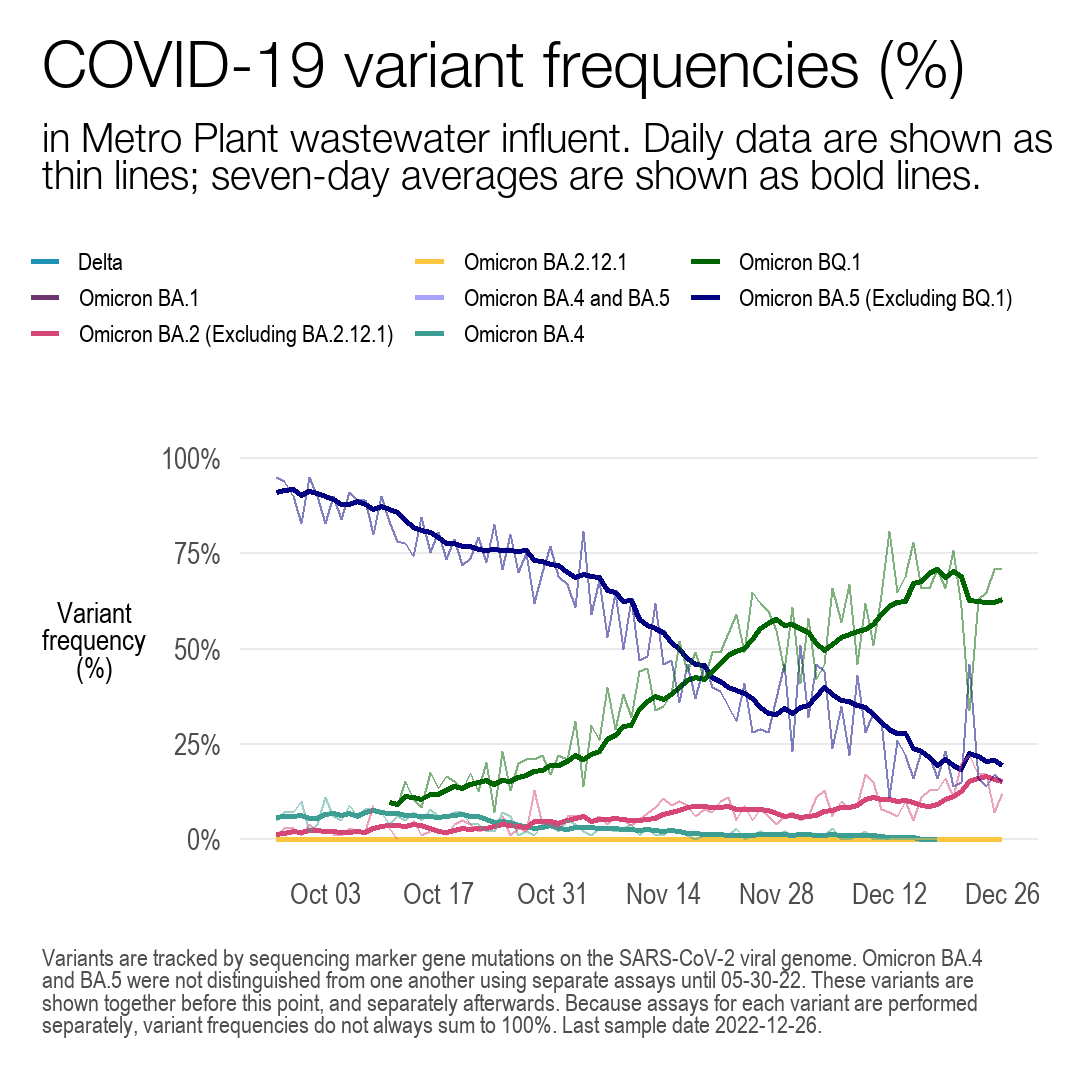 COVID-19 variant frequencies (%)
in Metro Plant wastewater influent. Daily data are shown as
thin lines; seven-day averages are shown as bold lines.
Delta
Omicron BA.1
Omicron BA.2 (Excluding BA.2.12.1)
Omicron BA.2.12.1
Omicron BA.4 and BA.5
Omicron BA.4
Omicron BQ.1
Omicron BA.5 (Excluding BQ.1)
Variant
frequency
(%)
100%
75%
50%
25%
0%
Oct 03
Oct 17
Oct 31
Nov 14
Nov 28
Dec 12
Dec 26
Variants are tracked by sequencing marker gene mutations on the SARS-CoV-2 viral genome. Omicron BA.4
and BA.5 were not distinguished from one another using separate assays until 05-30-22. These variants are
shown together before this point, and separately afterwards. Because assays for each variant are performed
separately, variant frequencies do not always sum to 100%. Last sample date 2022-12-26.